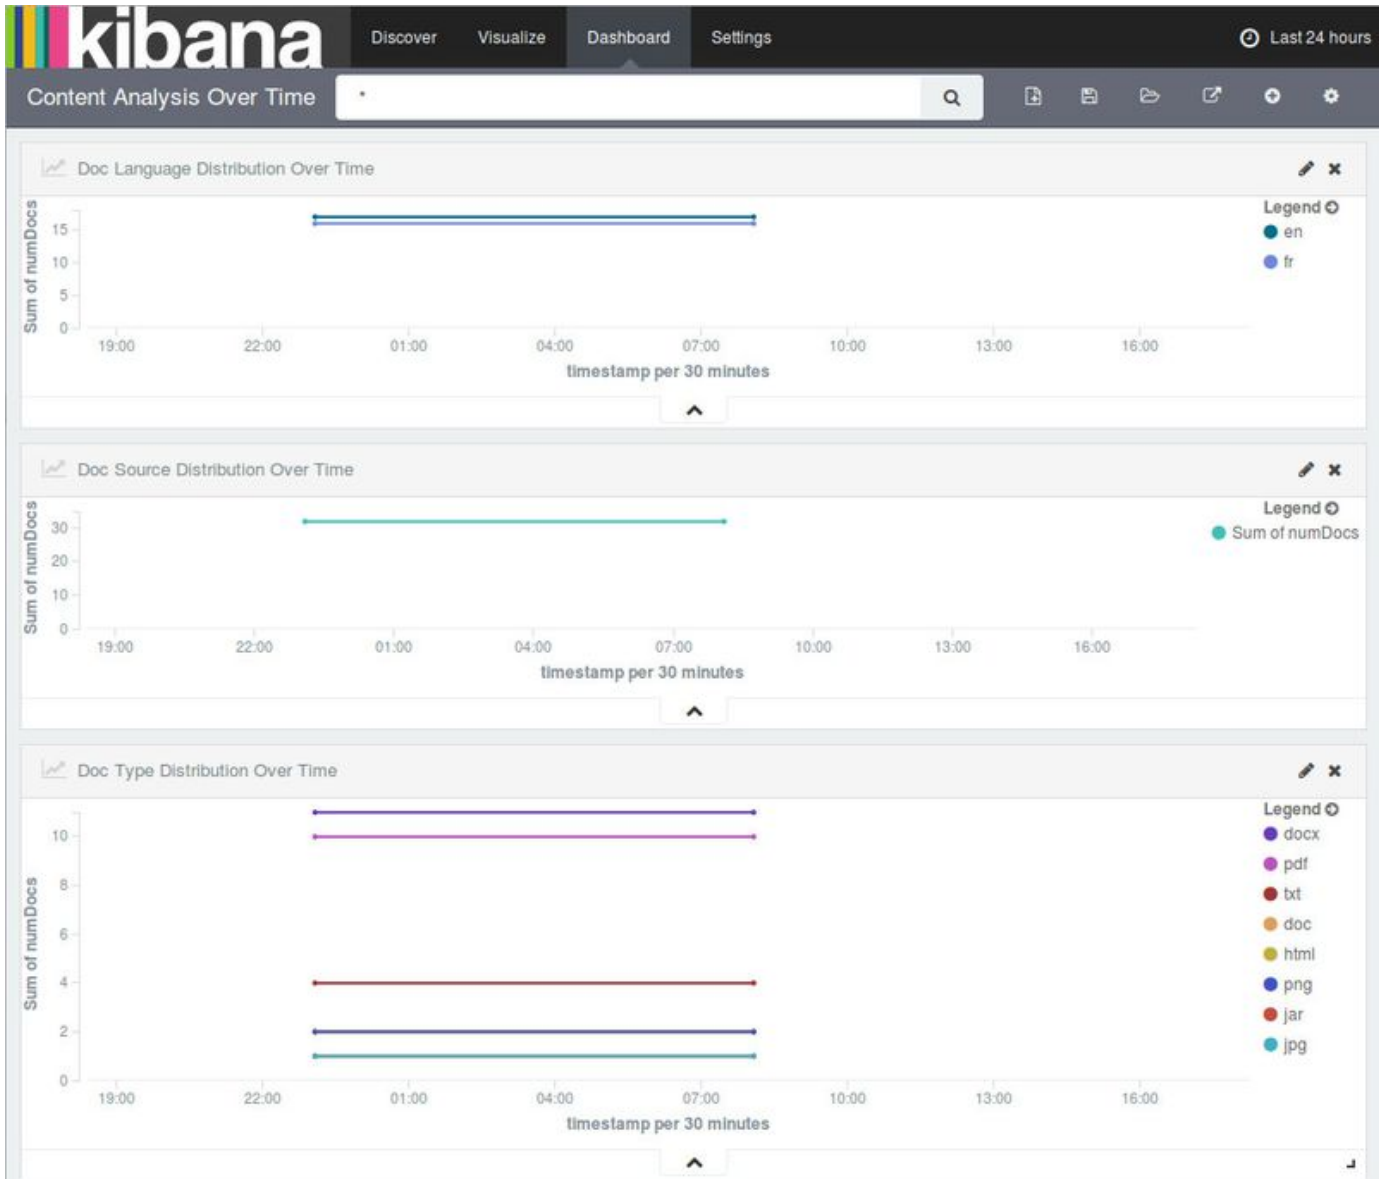 kibana Discover Visualize Dashboard Settings Last 24 hours
Content Analysis Over Time *
Doc Language Distribution Over Time
Sum of numDocs
15
10
5
0
19:00 22:00 01:00 04:00 07:00 10:00 13:00 16:00
timestamp per 30 minutes
Legend
en
fr
Doc Source Distribution Over Time
Sum of numDocs
30
20
10
0
19:00 22:00 01:00 04:00 07:00 10:00 13:00 16:00
timestamp per 30 minutes
Legend
Sum of numDocs
Doc Type Distribution Over Time
Sum of numDocs
10
8
6
4
2
0
19:00 22:00 01:00 04:00 07:00 10:00 13:00 16:00
timestamp per 30 minutes
Legend
docx
pdf
txt
doc
html
png
jar
jpg